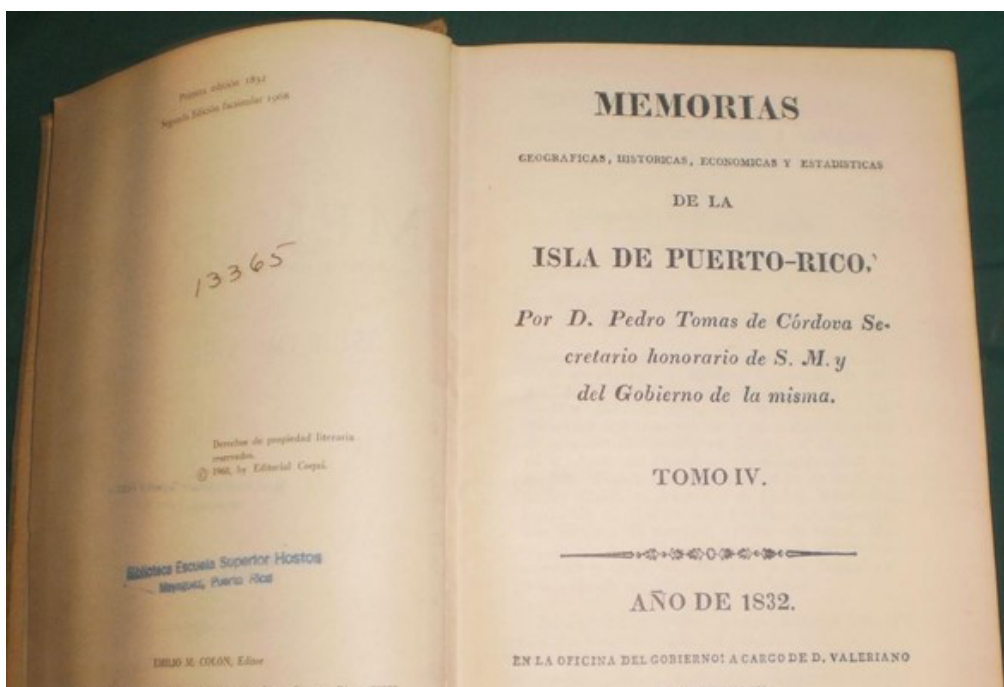 Primera edición 1832
Segunda Edición facsimilar 1968
13365
Derechos de propiedad literaria
reservados.
© 1968, by Editorial Coquí.
Biblioteca Escuela Superior Hostos
Mayaguez, Puerto Rico
EMILIO M. COLON, Editor
MEMORIAS
GEOGRAFICAS, HISTORICAS, ECONOMICAS Y ESTADISTICAS
DE LA
ISLA DE PUERTO-RICO.
Por D. Pedro Tomas de Córdova Se-
cretario honorario de S. M. y
del Gobierno de la misma.
TOMO IV.
AÑO DE 1832.
EN LA OFICINA DEL GOBIERNO: A CARGO DE D. VALERIANO